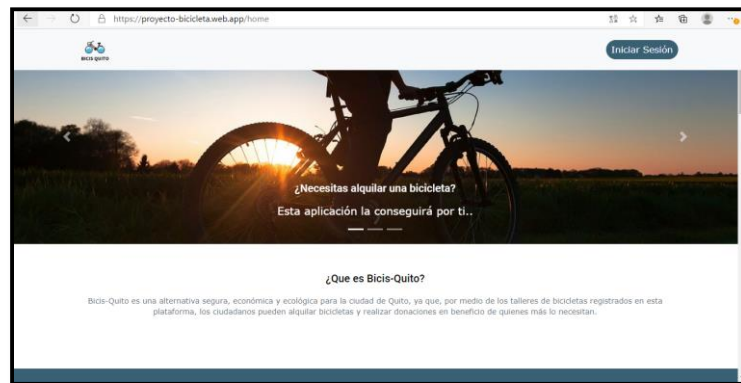 https://proyecto-bicicleta.web.app/home
BICIS QUITO
Iniciar Sesión
¿Necesitas alquilar una bicicleta?
Esta aplicación la conseguirá por ti..
¿Que es Bicis-Quito?
Bicis-Quito es una alternativa segura, económica y ecológica para la ciudad de Quito, ya que, por medio de los talleres de bicicletas registrados en esta
plataforma, los ciudadanos pueden alquilar bicicletas y realizar donaciones en beneficio de quienes más lo necesitan.